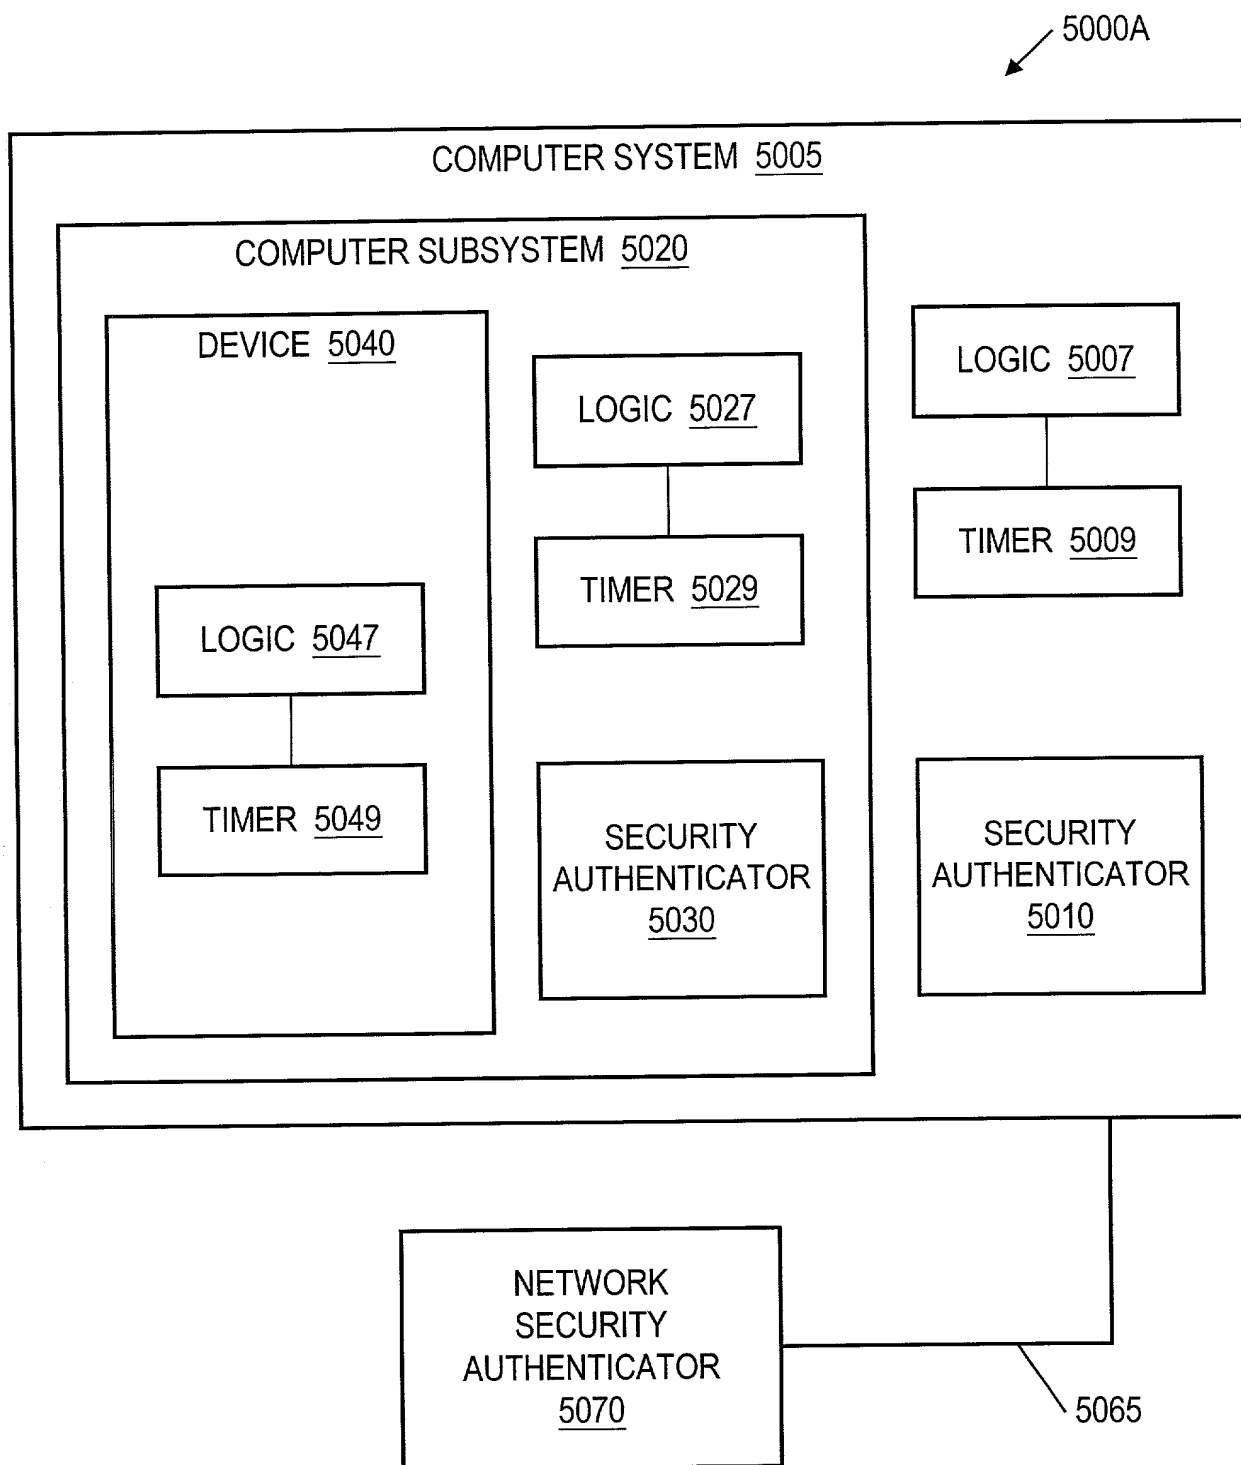 5000A
COMPUTER SYSTEM 5005
COMPUTER SUBSYSTEM 5020
DEVICE 5040
LOGIC 5047
TIMER 5049
LOGIC 5027
TIMER 5029
SECURITY
AUTHENTICATOR
5030
LOGIC 5007
TIMER 5009
SECURITY
AUTHENTICATOR
5010
NETWORK
SECURITY
AUTHENTICATOR
5070
5065